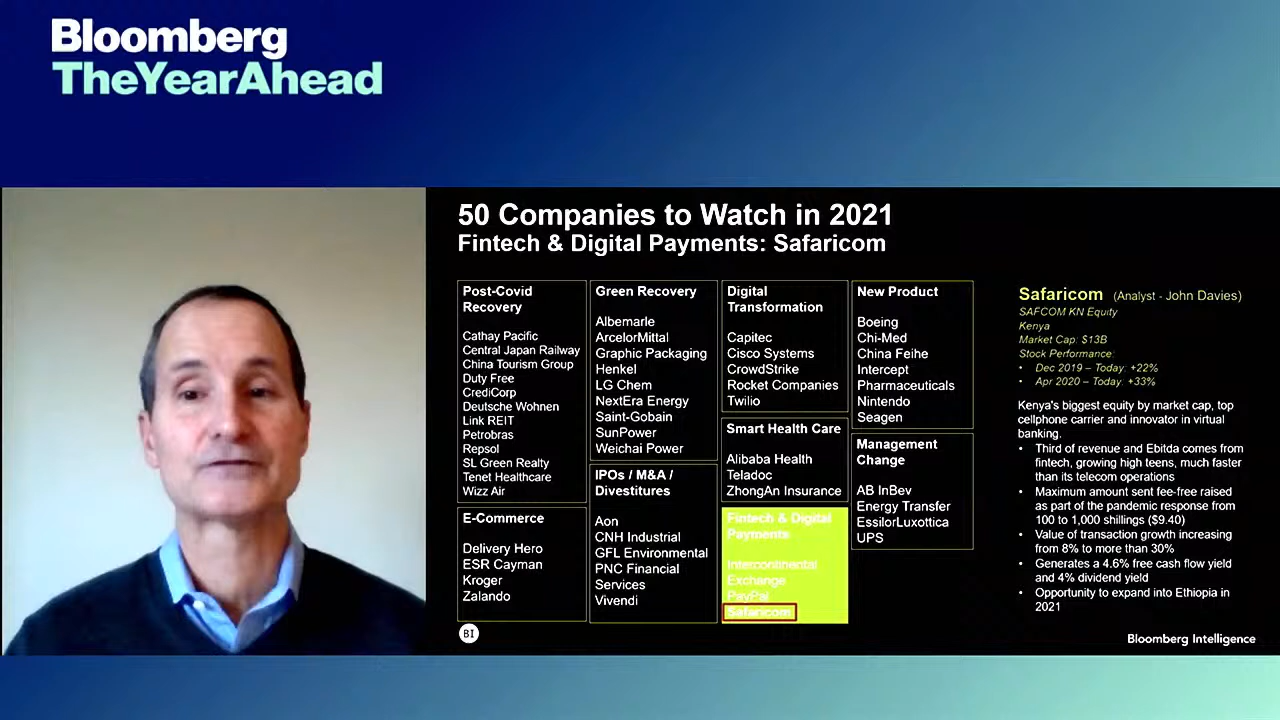 Bloomberg
TheYearAhead
50 Companies to Watch in 2021
Fintech & Digital Payments: Safaricom
Post-Covid
Recovery
Cathay Pacific
Central Japan Railway
China Tourism Group
Duty Free
CrediCorp
Deutsche Wohnen
Link REIT
Petrobras
Repsol
SL Green Realty
Tenet Healthcare
Wizz Air
E-Commerce
Delivery Hero
ESR Cayman
Kroger
Zalando
Green Recovery
Albemarle
ArcelorMittal
Graphic Packaging
Henkel
LG Chem
NextEra Energy
Saint-Gobain
SunPower
Weichai Power
IPOs / M&A /
Divestitures
Aon
CNH Industrial
GFL Environmental
PNC Financial
Services
Vivendi
Digital
Transformation
Capitec
Cisco Systems
CrowdStrike
Rocket Companies
Twilio
Smart Health Care
Alibaba Health
Teladoc
ZhongAn Insurance
Fintech & Digital
Payments
Intercontinental
Exchange
PayPal
Safaricom
New Product
Boeing
Chi-Med
China Feihe
Intercept
Pharmaceuticals
Nintendo
Seagen
Management
Change
AB InBev
Energy Transfer
EssilorLuxottica
UPS
Safaricom (Analyst - John Davies)
SAFCOM KN Equity
Kenya
Market Cap: $13B
Stock Performance:
• Dec 2019 – Today: +22%
• Apr 2020 – Today: +33%
Kenya's biggest equity by market cap, top
cellphone carrier and innovator in virtual
banking.
• Third of revenue and Ebitda comes from
fintech, growing high teens, much faster
than its telecom operations
• Maximum amount sent fee-free raised
as part of the pandemic response from
100 to 1,000 shillings ($9.40)
• Value of transaction growth increasing
from 8% to more than 30%
• Generates a 4.6% free cash flow yield
and 4% dividend yield
• Opportunity to expand into Ethiopia in
2021
BI
Bloomberg Intelligence